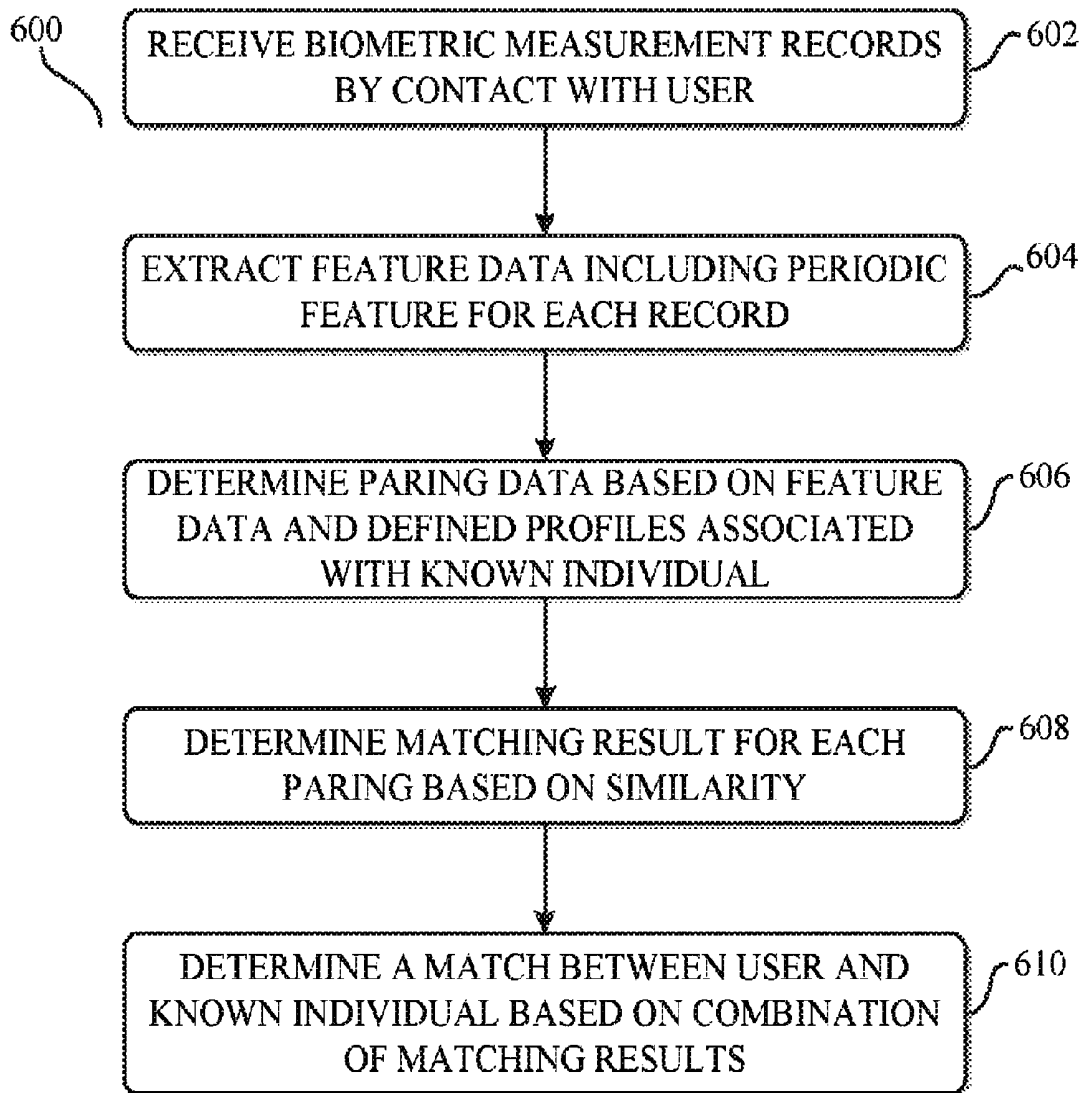 600
RECEIVE BIOMETRIC MEASUREMENT RECORDS
BY CONTACT WITH USER
602
EXTRACT FEATURE DATA INCLUDING PERIODIC
FEATURE FOR EACH RECORD
604
DETERMINE PARING DATA BASED ON FEATURE
DATA AND DEFINED PROFILES ASSOCIATED
WITH KNOWN INDIVIDUAL
606
DETERMINE MATCHING RESULT FOR EACH
PARING BASED ON SIMILARITY
608
DETERMINE A MATCH BETWEEN USER AND
KNOWN INDIVIDUAL BASED ON COMBINATION
OF MATCHING RESULTS
610